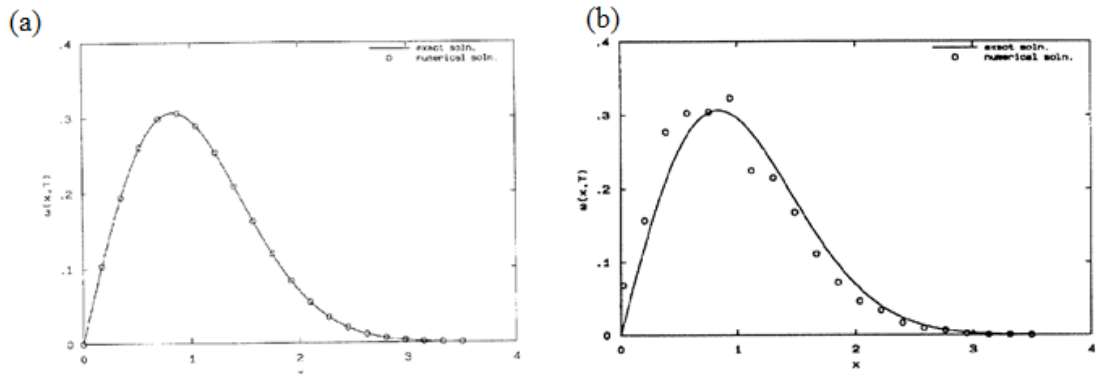 (a)
.4
exact soln.
numerical soln.
.3
.2
.1
0
ω(x,T)
0
1
2
3
4
(b)
.4
exact soln.
numerical soln.
.3
.2
.1
0
ω(x,T)
0
1
2
3
4
x